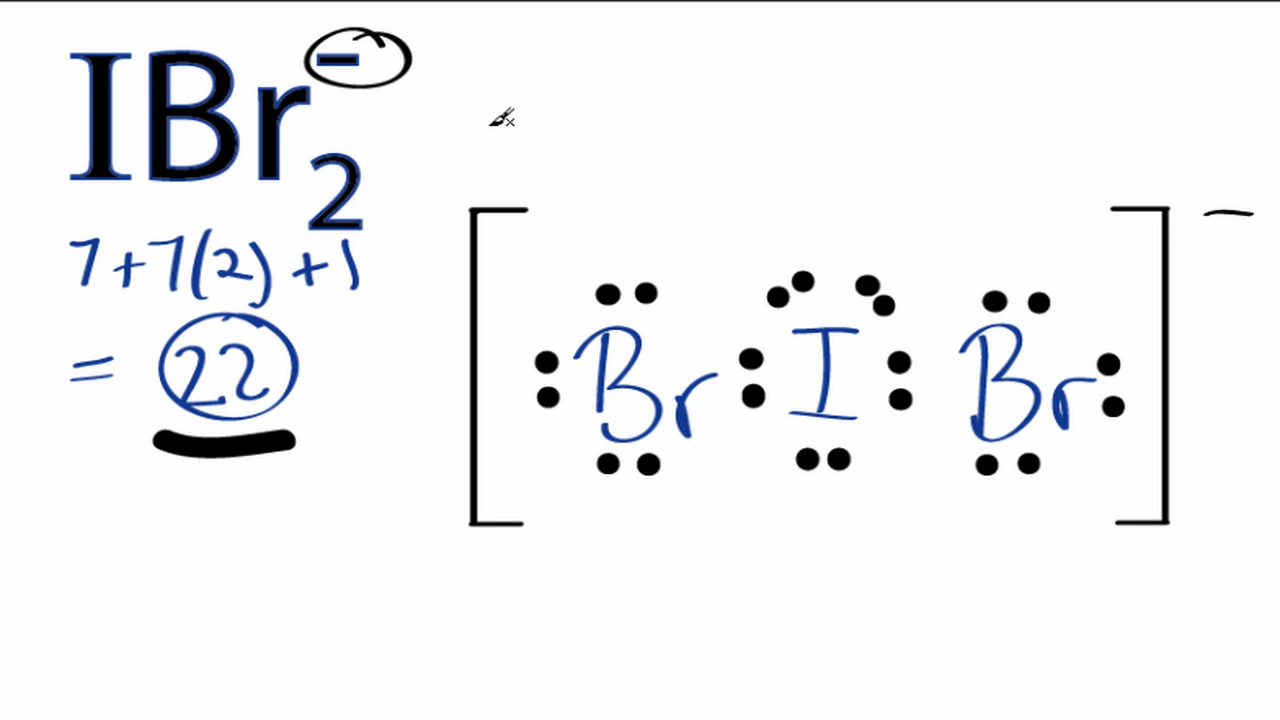 IBr₂⁻
7+7(2)+1
= 22
[Br I Br]⁻